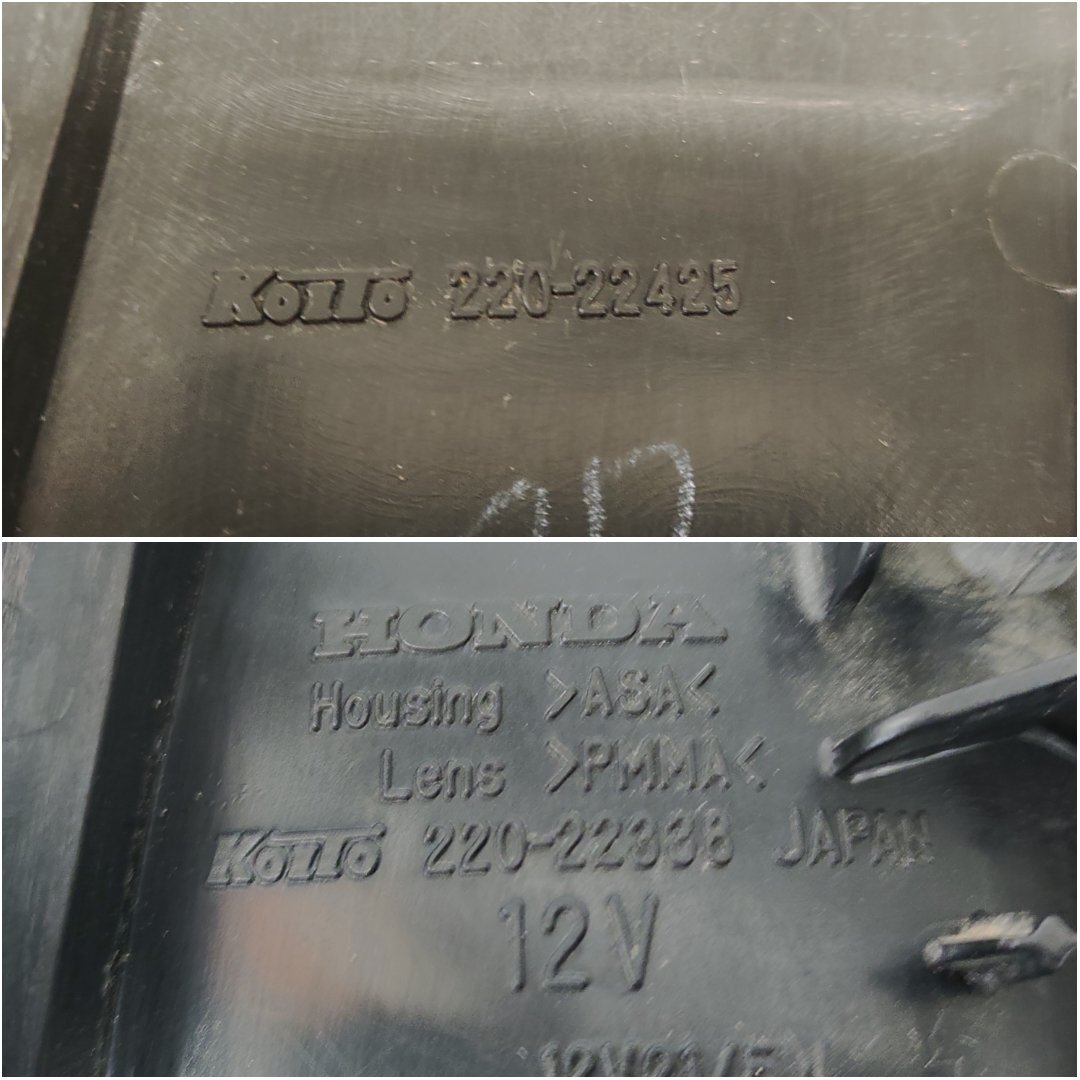 KOITO 220-22425
HONDA
Housing >ASA<
Lens >PMMA<
KOITO 220-22338 JAPAN
12V